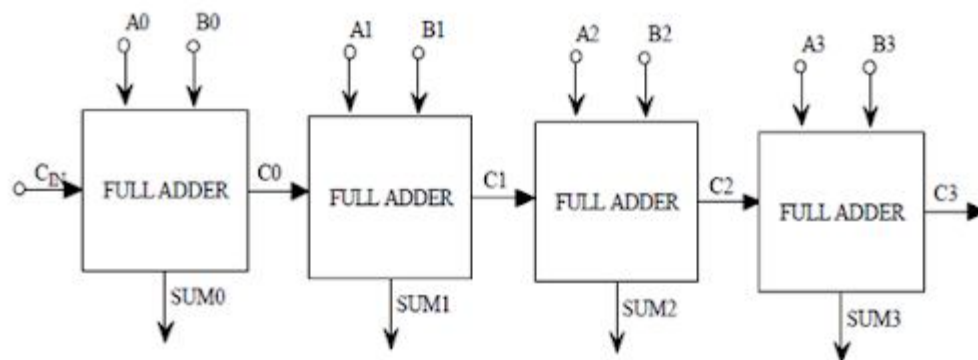 A0 B0
A1 B1
A2 B2
A3 B3
C_IN
FULL ADDER
C0
FULL ADDER
C1
FULL ADDER
C2
FULL ADDER
C3
SUM0
SUM1
SUM2
SUM3